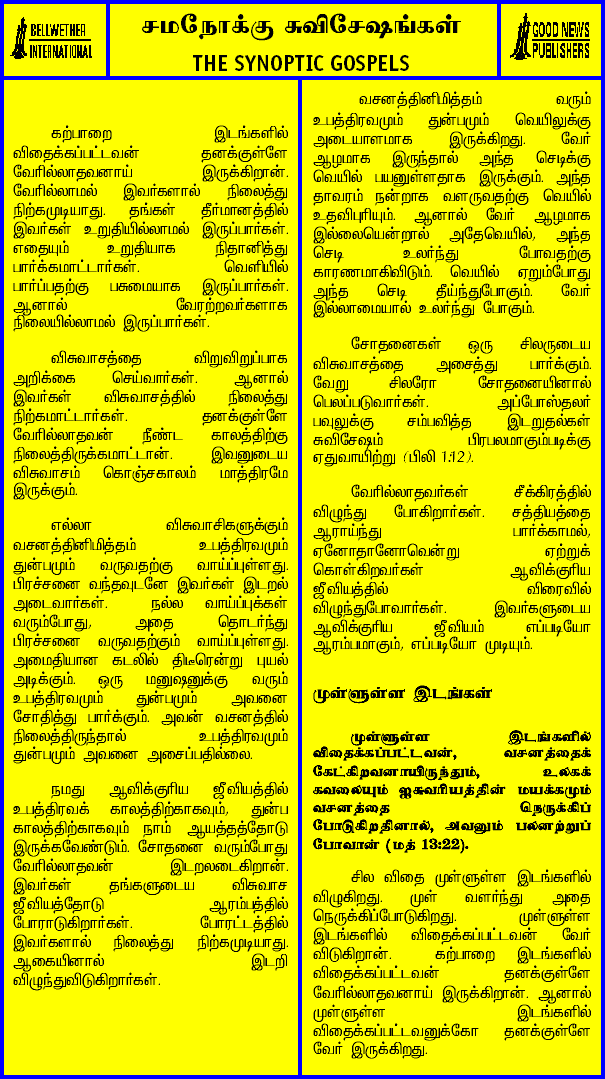 BELLWETHER
INTERNATIONAL
சமநோக்கு சுவிசேஷங்கள்
THE SYNOPTIC GOSPELS
GOOD NEWS
PUBLISHERS
கற்பாறை இடங்களில்
விதைக்கப்பட்டவன் தனக்குள்ளே
வேரில்லாதவனாய் இருக்கிறான்.
வேரில்லாமல் இவர்களால் நிலைத்து
நிற்கமுடியாது. தங்கள் தீர்மானத்தில்
இவர்கள் உறுதியில்லாமல் இருப்பார்கள்.
எதையும் உறுதியாக நிதானித்து
பார்க்கமாட்டார்கள். வெளியில்
பார்ப்பதற்கு பசுமையாக இருப்பார்கள்.
ஆனால் வேரற்றவர்களாக
நிலையில்லாமல் இருப்பார்கள்.
விசுவாசத்தை விறுவிறுப்பாக
அறிக்கை செய்வார்கள். ஆனால்
இவர்கள் விசுவாசத்தில் நிலைத்து
நிற்கமாட்டார்கள். தனக்குள்ளே
வேரில்லாதவன் நீண்ட காலத்திற்கு
நிலைத்திருக்கமாட்டான். இவனுடைய
விசுவாசம் கொஞ்சகாலம் மாத்திரமே
இருக்கும்.
எல்லா விசுவாசிகளுக்கும்
வசனத்தினிமித்தம் உபத்திரவமும்
துன்பமும் வருவதற்கு வாய்ப்புள்ளது.
பிரச்சனை வந்தவுடனே இவர்கள் இடறல்
அடைவார்கள். நல்ல வாய்ப்புக்கள்
வரும்போது, அதை தொடர்ந்து
பிரச்சனை வருவதற்கும் வாய்ப்புள்ளது.
அமைதியான கடலில் திடீரென்று புயல்
அடிக்கும். ஒரு மனுஷனுக்கு வரும்
உபத்திரவமும் துன்பமும் அவனை
சோதித்து பார்க்கும். அவன் வசனத்தில்
நிலைத்திருந்தால் உபத்திரவமும்
துன்பமும் அவனை அசைப்பதில்லை.
நமது ஆவிக்குரிய ஜீவியத்தில்
உபத்திரவக் காலத்திற்காகவும், துன்ப
காலத்திற்காகவும் நாம் ஆயத்தத்தோடு
இருக்கவேண்டும். சோதனை வரும்போது
வேரில்லாதவன் இடறலடைகிறான்.
இவர்கள் தங்களுடைய விசுவாச
ஜீவியத்தோடு ஆரம்பத்தில்
போராடுகிறார்கள். போரட்டத்தில்
இவர்களால் நிலைத்து நிற்கமுடியாது.
ஆகையினால் இடறி
விழுந்துவிடுகிறார்கள்.
வசனத்தினிமித்தம் வரும்
உபத்திரவமும் துன்பமும் வெயிலுக்கு
அடையாளமாக இருக்கிறது. வேர்
ஆழமாக இருந்தால் அந்த செடிக்கு
வெயில் பயனுள்ளதாக இருக்கும். அந்த
தாவரம் நன்றாக வளருவதற்கு வெயில்
உதவிபுரியும். ஆனால் வேர் ஆழமாக
இல்லையென்றால் அதேவெயில், அந்த
செடி உலர்ந்து போவதற்கு
காரணமாகிவிடும். வெயில் ஏறும்போது
அந்த செடி தீய்ந்துபோகும். வேர்
இல்லாமையால் உலர்ந்து போகும்.
சோதனைகள் ஒரு சிலருடைய
விசுவாசத்தை அசைத்து பார்க்கும்.
வேறு சிலரோ சோதனையினால்
பெலப்படுவார்கள். அப்போஸ்தலர்
பவுலுக்கு சம்பவித்த இடறுதல்கள்
சுவிசேஷம் பிரபலமாகும்படிக்கு
ஏதுவாயிற்று (பிலி 1:12).
வேரில்லாதவர்கள் சீக்கிரத்தில்
விழுந்து போகிறார்கள். சத்தியத்தை
ஆராய்ந்து பார்க்காமல்,
ஏனோதானோவென்று ஏற்றுக்
கொள்கிறவர்கள் ஆவிக்குரிய
ஜீவியத்தில் விரைவில்
விழுந்துபோவார்கள். இவர்களுடைய
ஆவிக்குரிய ஜீவியம் எப்படியோ
ஆரம்பமாகும், எப்படியோ முடியும்.
முள்ளுள்ள இடங்கள்
முள்ளுள்ள இடங்களில்
விதைக்கப்பட்டவன், வசனத்தைக்
கேட்கிறவனாயிருந்தும், உலகக்
கவலையும் ஐசுவரியத்தின் மயக்கமும்
வசனத்தை நெருக்கிப்
போடுகிறதினால், அவனும் பலனற்றுப்
போவான் (மத் 13:22).
சில விதை முள்ளுள்ள இடங்களில்
விழுகிறது. முள் வளர்ந்து அதை
நெருக்கிப்போடுகிறது. முள்ளுள்ள
இடங்களில் விதைக்கப்பட்டவன் வேர்
விடுகிறான். கற்பாறை இடங்களில்
விதைக்கப்பட்டவன் தனக்குள்ளே
வேரில்லாதவனாய் இருக்கிறான். ஆனால்
முள்ளுள்ள இடங்களில்
விதைக்கப்பட்டவனுக்கோ தனக்குள்ளே
வேர் இருக்கிறது.